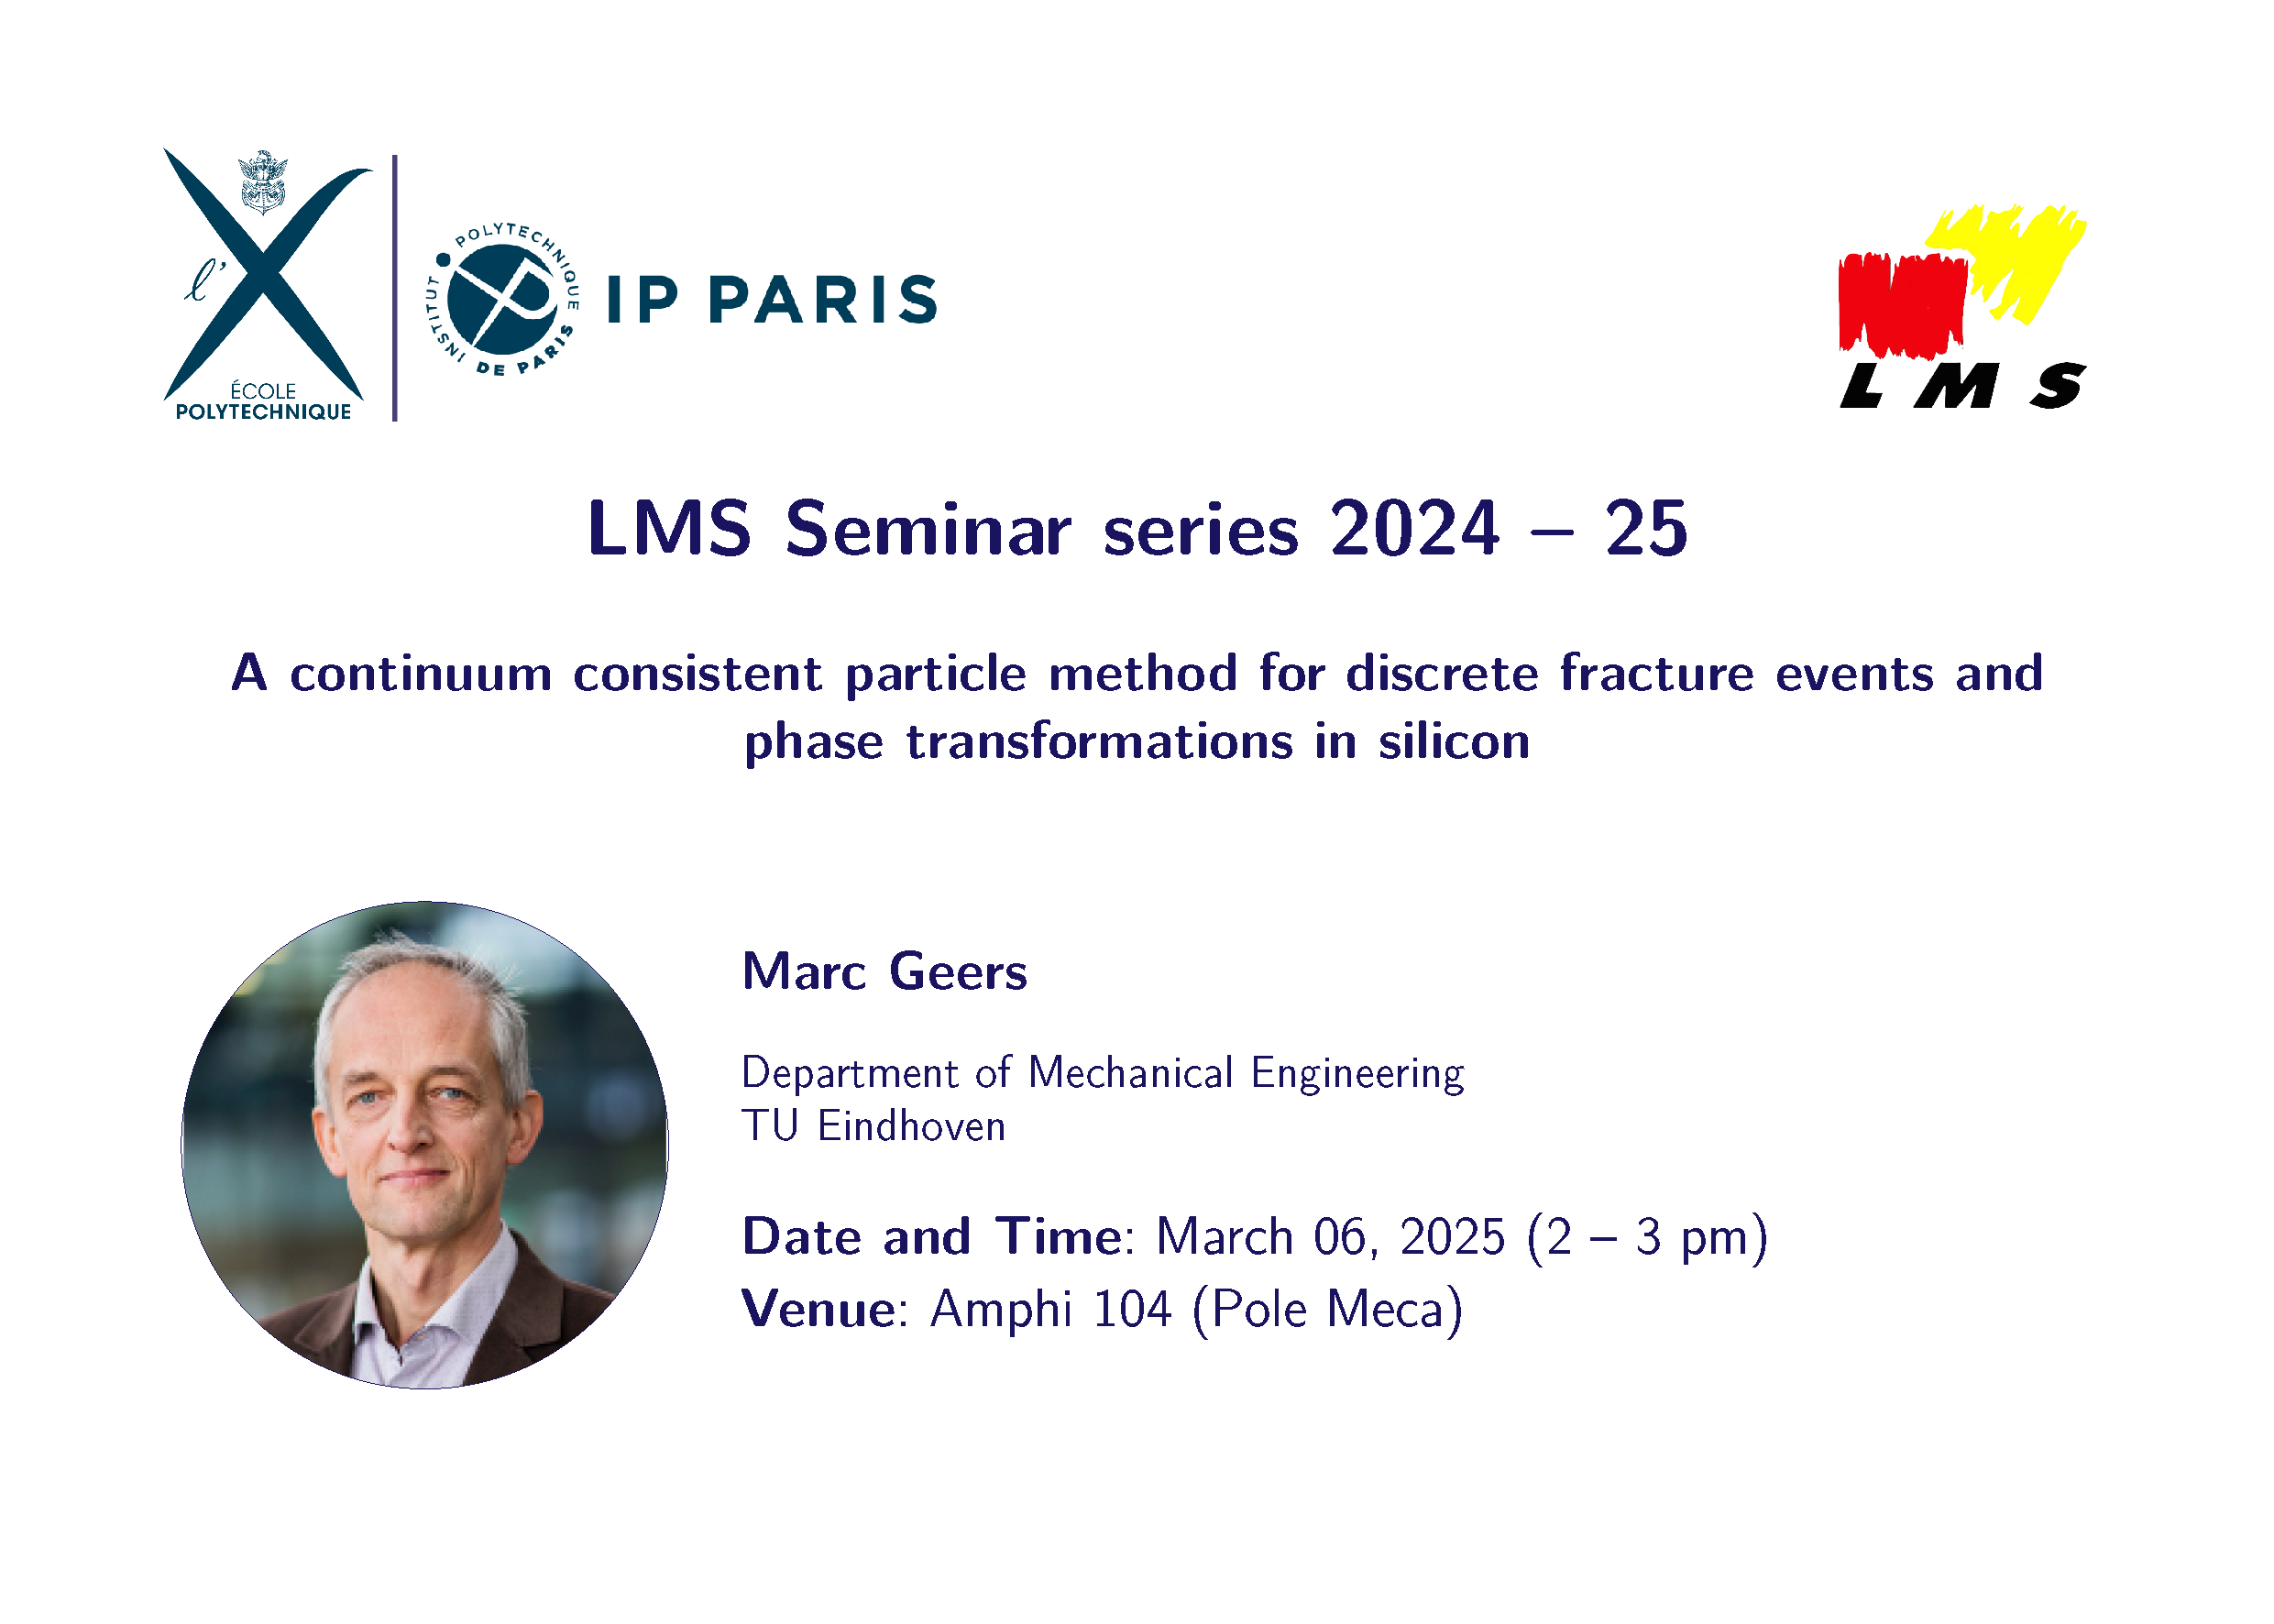 l'
ÉCOLE
POLYTECHNIQUE
INSTITUT POLYTECHNIQUE DE PARIS
IP PARIS
LMS
LMS Seminar series 2024 – 25
A continuum consistent particle method for discrete fracture events and
phase transformations in silicon
Marc Geers
Department of Mechanical Engineering
TU Eindhoven
Date and Time: March 06, 2025 (2 – 3 pm)
Venue: Amphi 104 (Pole Meca)